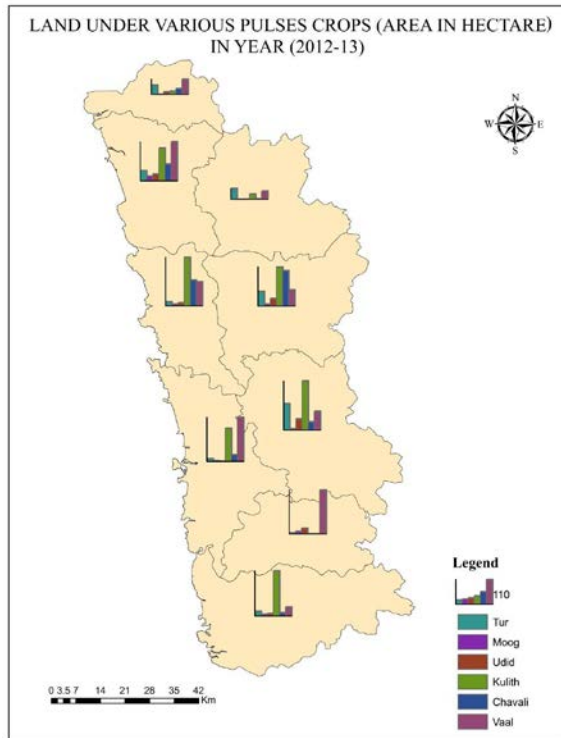 LAND UNDER VARIOUS PULSES CROPS (AREA IN HECTARE)
IN YEAR (2012-13)
N
W E
S
Legend
110
Tur
Moog
Udid
Kulith
Chavali
Vaal
0 3.5 7 14 21 28 35 42
Km